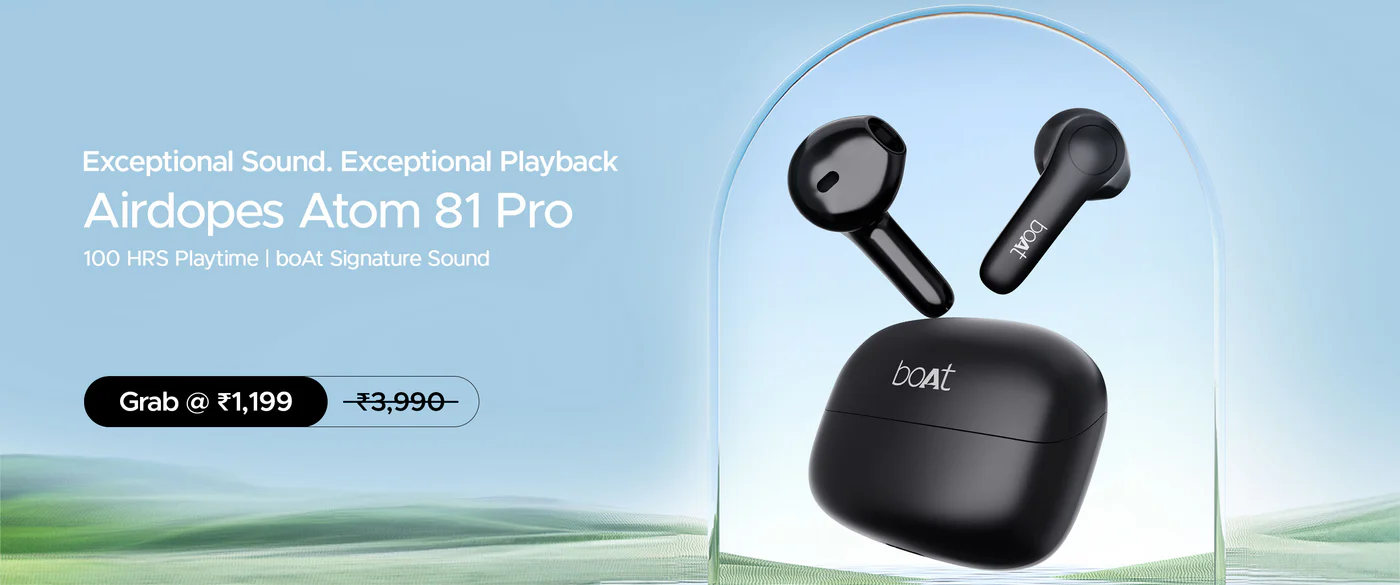 Exceptional Sound. Exceptional Playback
Airdopes Atom 81 Pro
100 HRS Playtime | boAt Signature Sound
Grab @ ₹1,199 ₹3,990
boAt
boAt